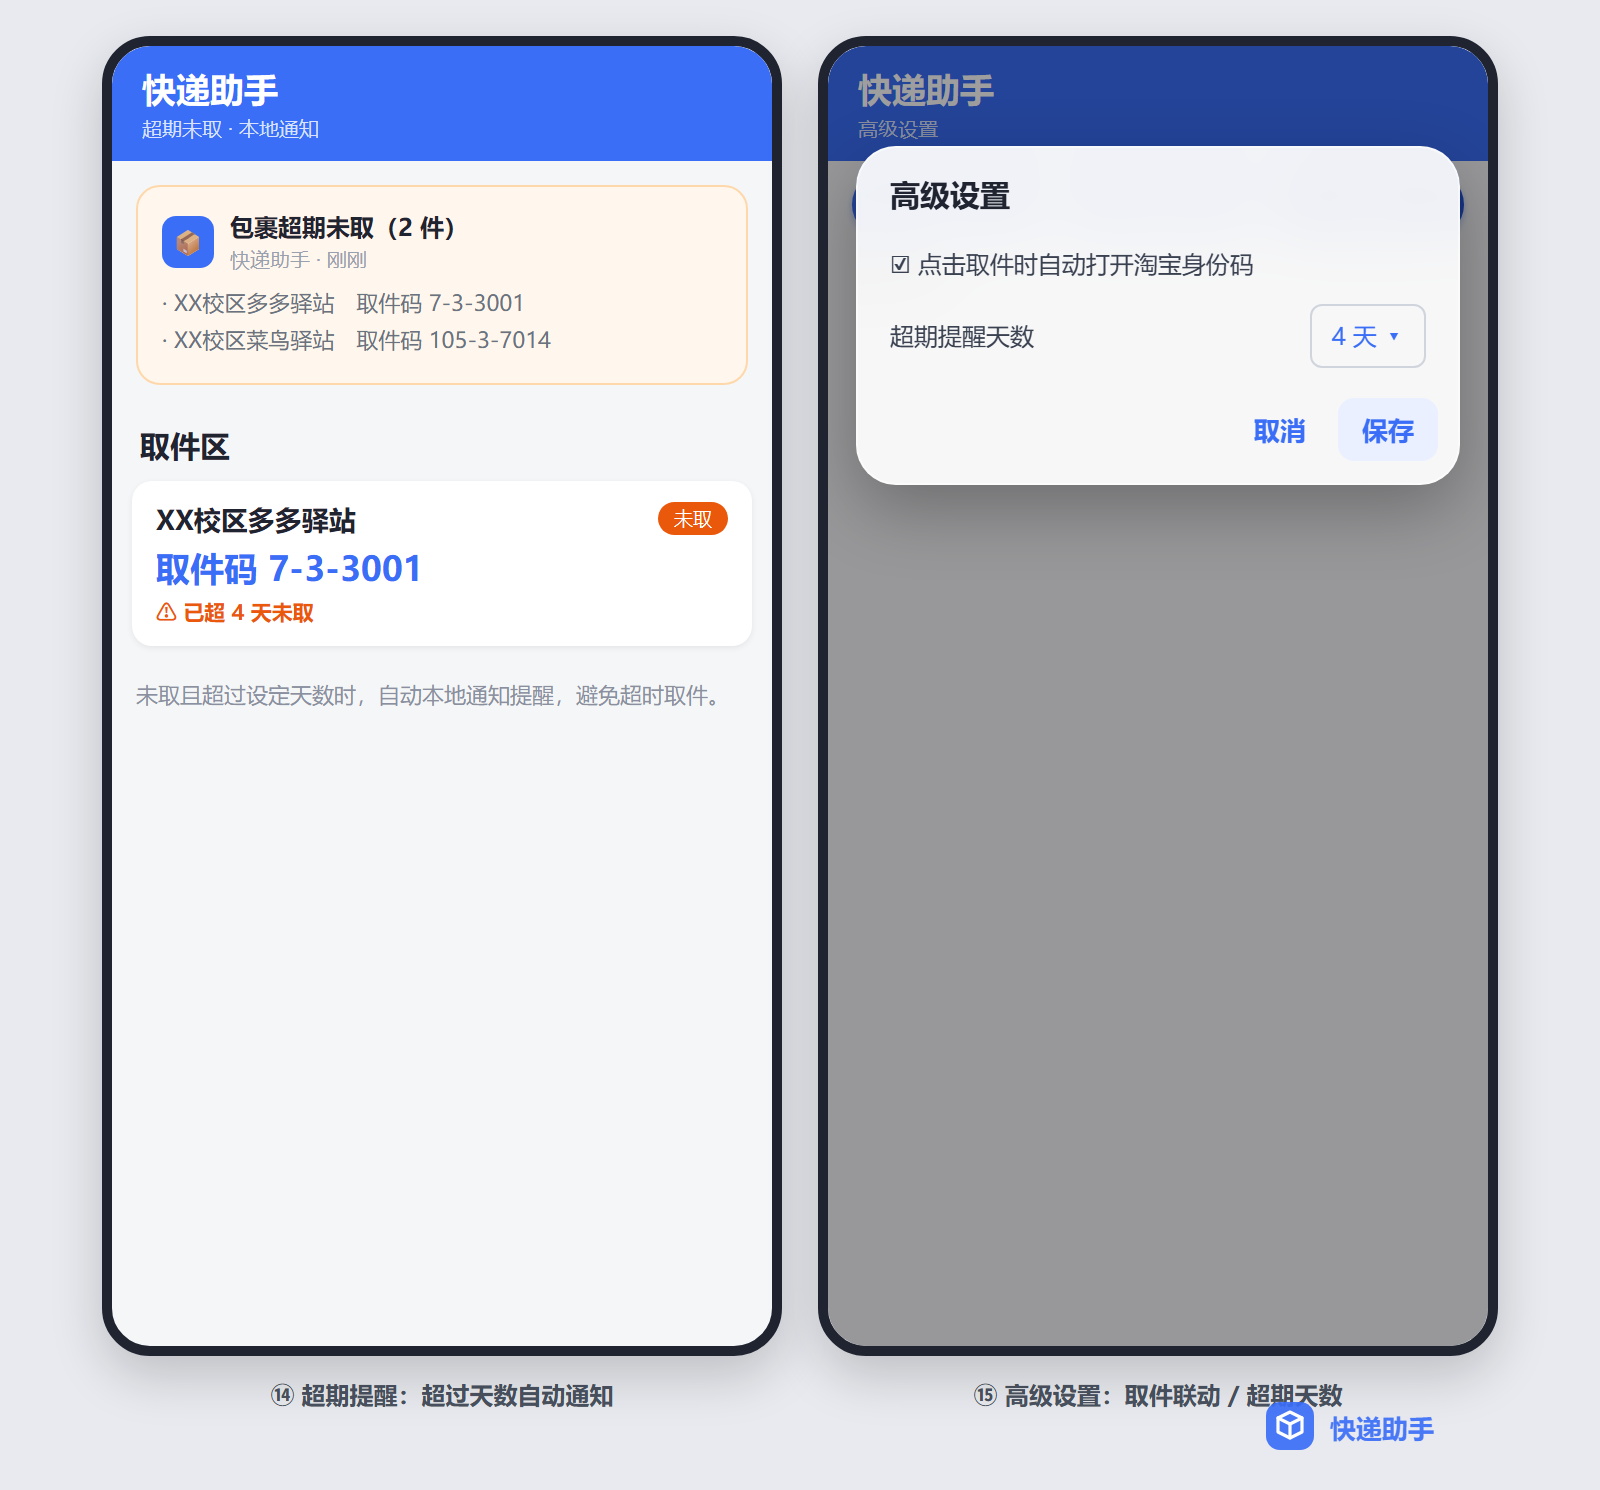 快递助手
超期未取 · 本地通知
包裹超期未取（2 件）
快递助手 · 刚刚
· XX校区多多驿站 取件码 7-3-3001
· XX校区菜鸟驿站 取件码 105-3-7014
取件区
XX校区多多驿站 未取
取件码 7-3-3001
⚠ 已超 4 天未取
未取且超过设定天数时，自动本地通知提醒，避免超时取件。
⑭ 超期提醒：超过天数自动通知
快递助手
高级设置
高级设置
☑ 点击取件时自动打开淘宝身份码
超期提醒天数 4 天 ▾
取消 保存
⑮ 高级设置：取件联动 / 超期天数
快递助手